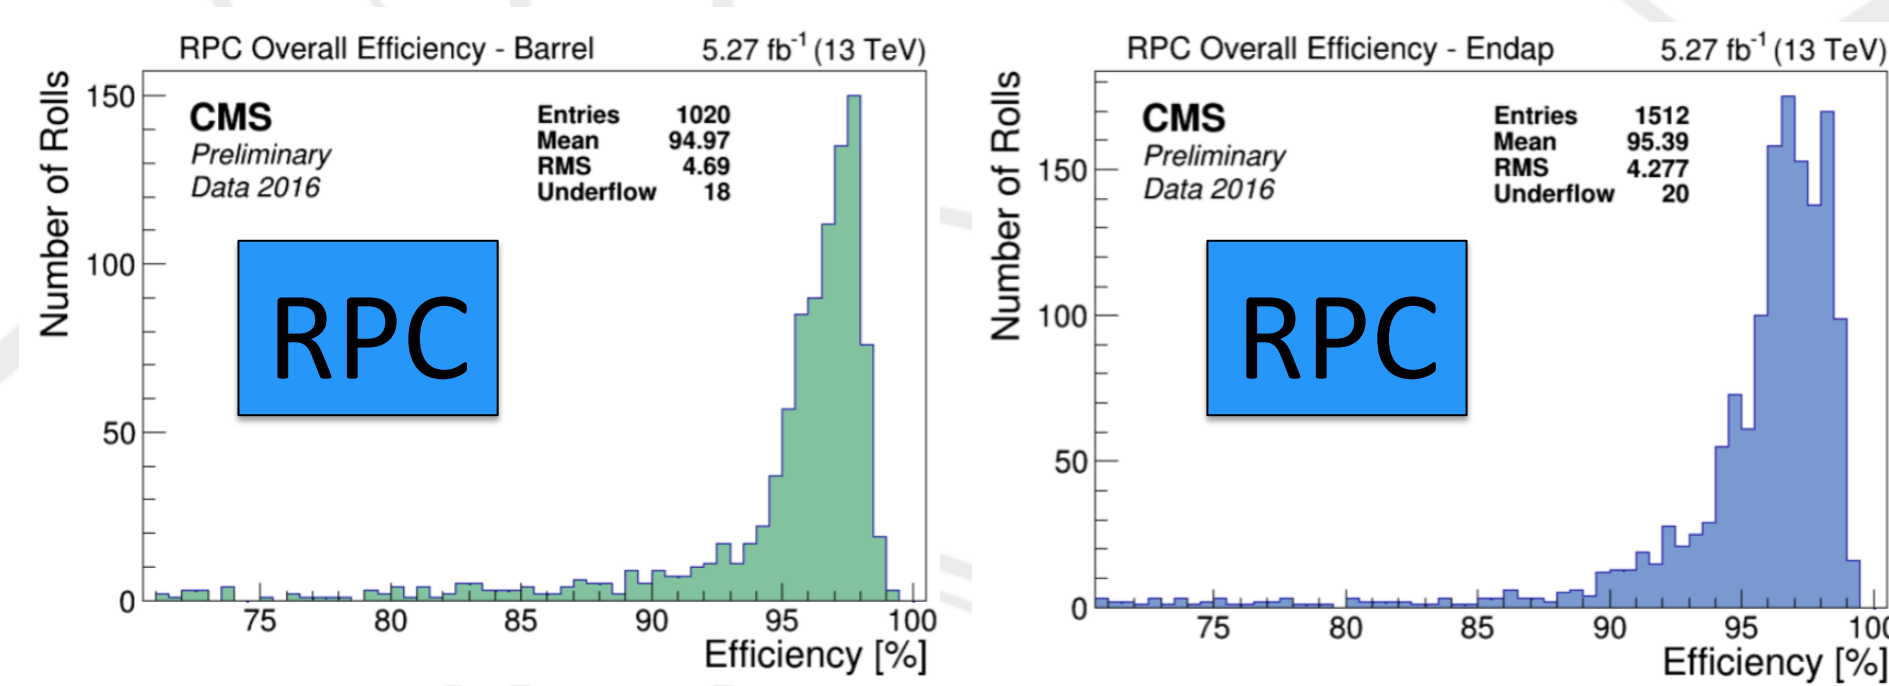 RPC Overall Efficiency - Barrel 5.27 fb⁻¹ (13 TeV)
Number of Rolls
150
100
50
0
CMS
Preliminary
Data 2016
Entries 1020
Mean 94.97
RMS 4.69
Underflow 18
RPC
75 80 85 90 95 100
Efficiency [%]
RPC Overall Efficiency - Endap 5.27 fb⁻¹ (13 TeV)
Number of Rolls
150
100
50
0
CMS
Preliminary
Data 2016
Entries 1512
Mean 95.39
RMS 4.277
Underflow 20
RPC
75 80 85 90 95 100
Efficiency [%]